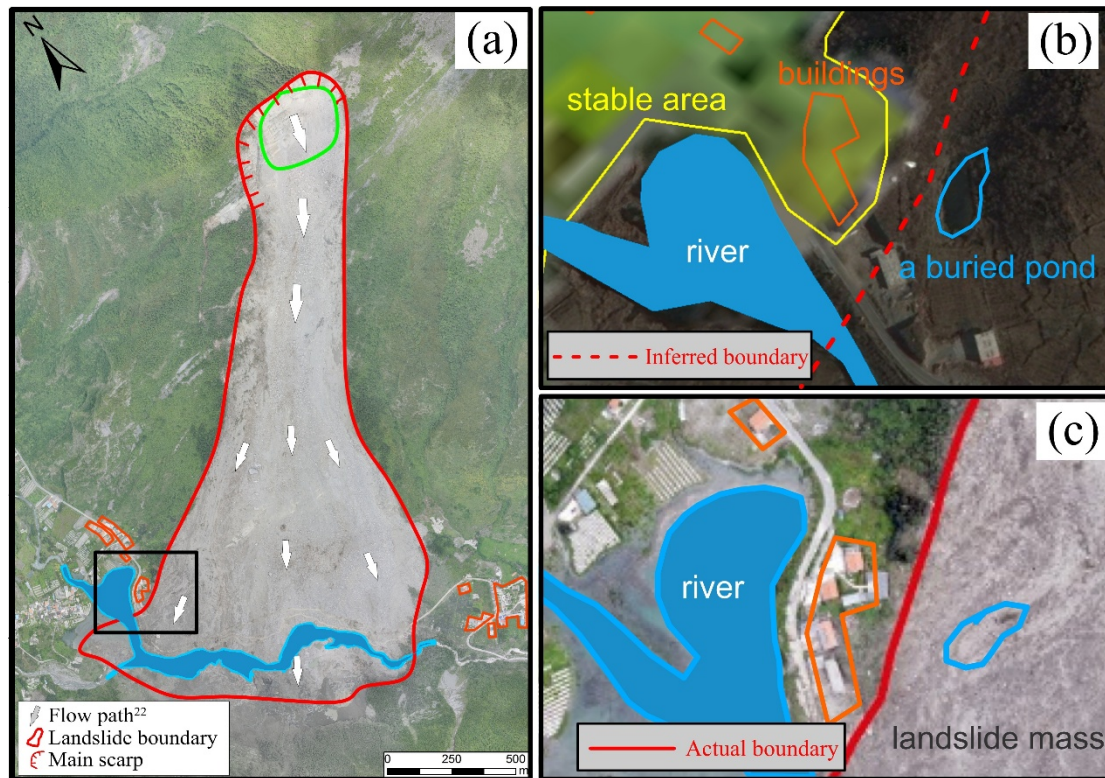 (a)
N
Flow path²²
Landslide boundary
Main scarp
0 250 500
m
(b)
buildings
stable area
river
a buried pond
Inferred boundary
(c)
river
landslide mass
Actual boundary